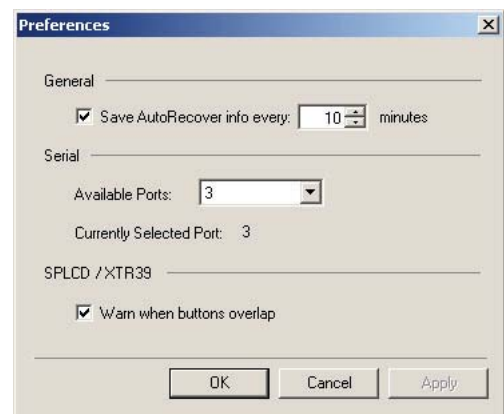 Preferences
General
Save AutoRecover info every: 10 minutes
Serial
Available Ports: 3
Currently Selected Port: 3
SPLCD / XTR39
Warn when buttons overlap
OK Cancel Apply